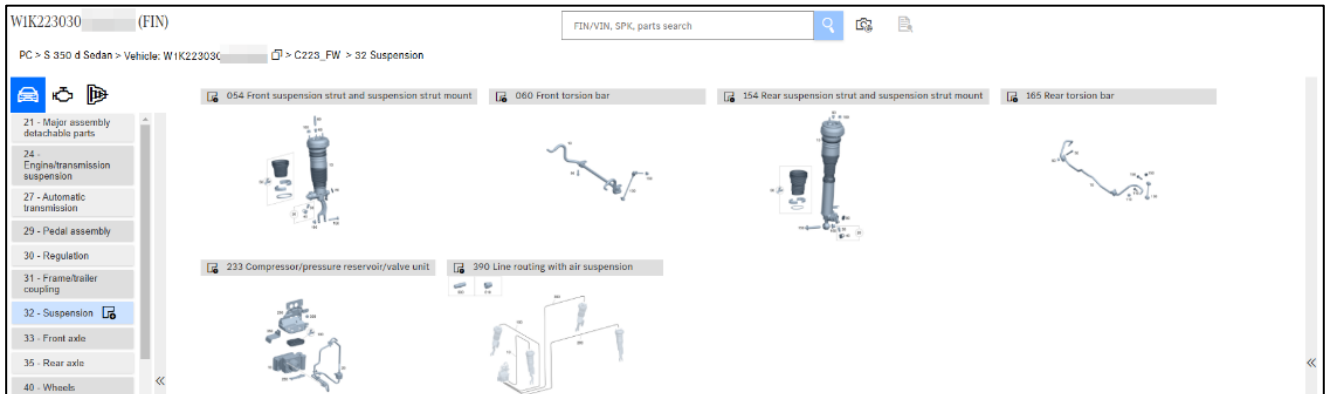 W1K223030 (FIN)
FIN/VIN, SPK, parts search
PC > S 350 d Sedan > Vehicle: W1K223030 > C223_FW > 32 Suspension
054 Front suspension strut and suspension strut mount
060 Front torsion bar
154 Rear suspension strut and suspension strut mount
165 Rear torsion bar
21 - Major assembly
detachable parts
24 -
Engine/transmission
suspension
27 - Automatic
transmission
29 - Pedal assembly
30 - Regulation
31 - Frame/trailer
coupling
32 - Suspension
33 - Front axle
35 - Rear axle
40 - Wheels
233 Compressor/pressure reservoir/valve unit
390 Line routing with air suspension